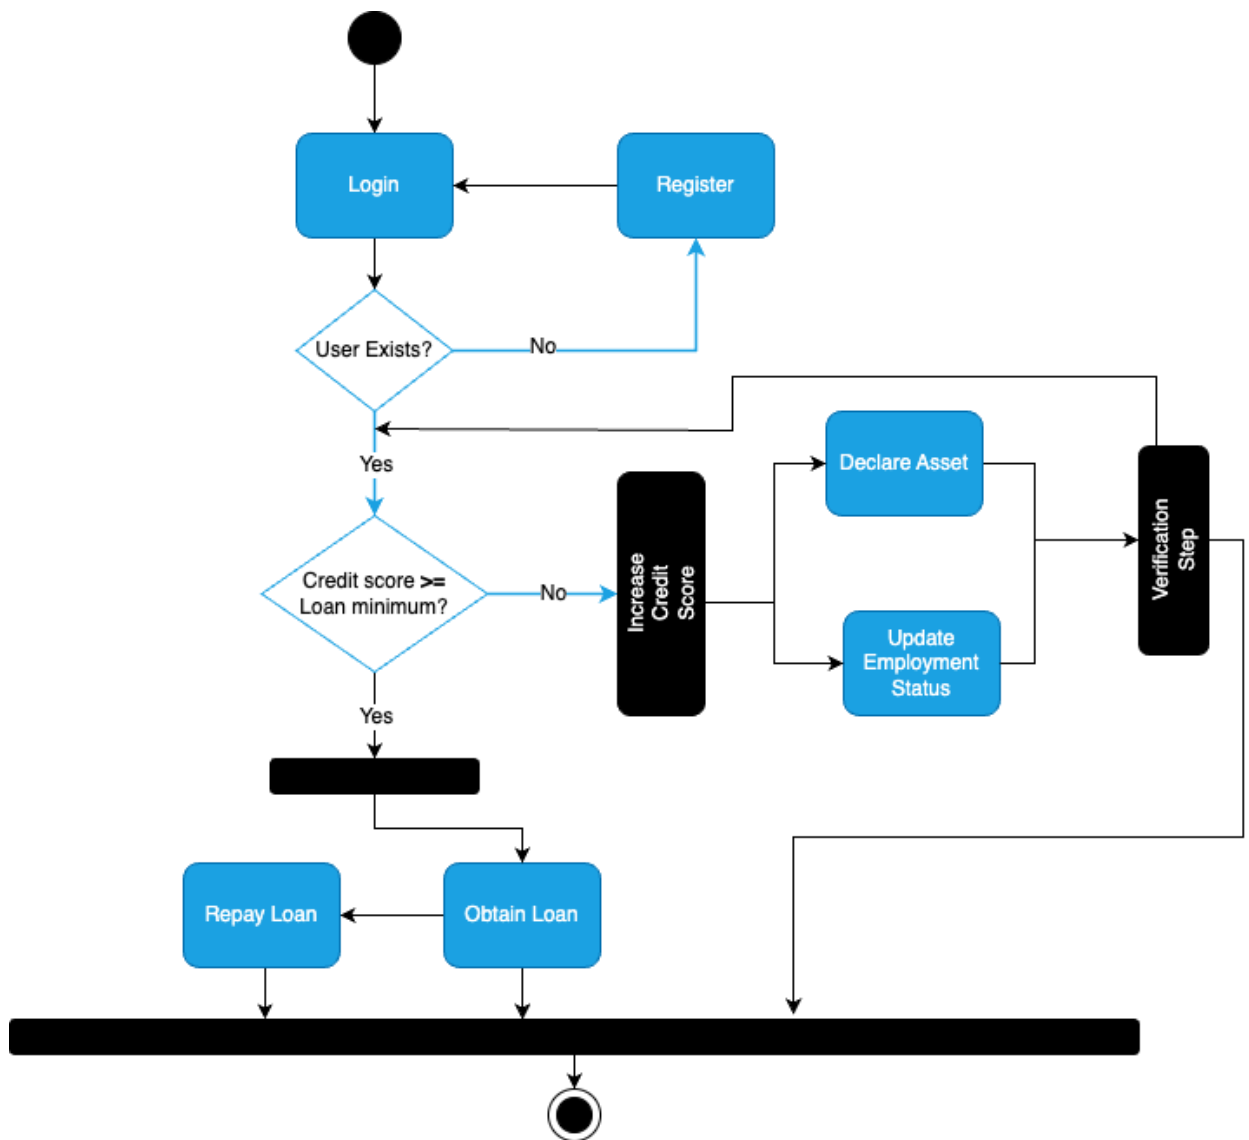 Login
Register
User Exists?
No
Yes
Declare Asset
Credit score >=
Loan minimum?
No
Increase
Credit
Score
Update
Employment
Status
Verification
Step
Yes
Repay Loan
Obtain Loan